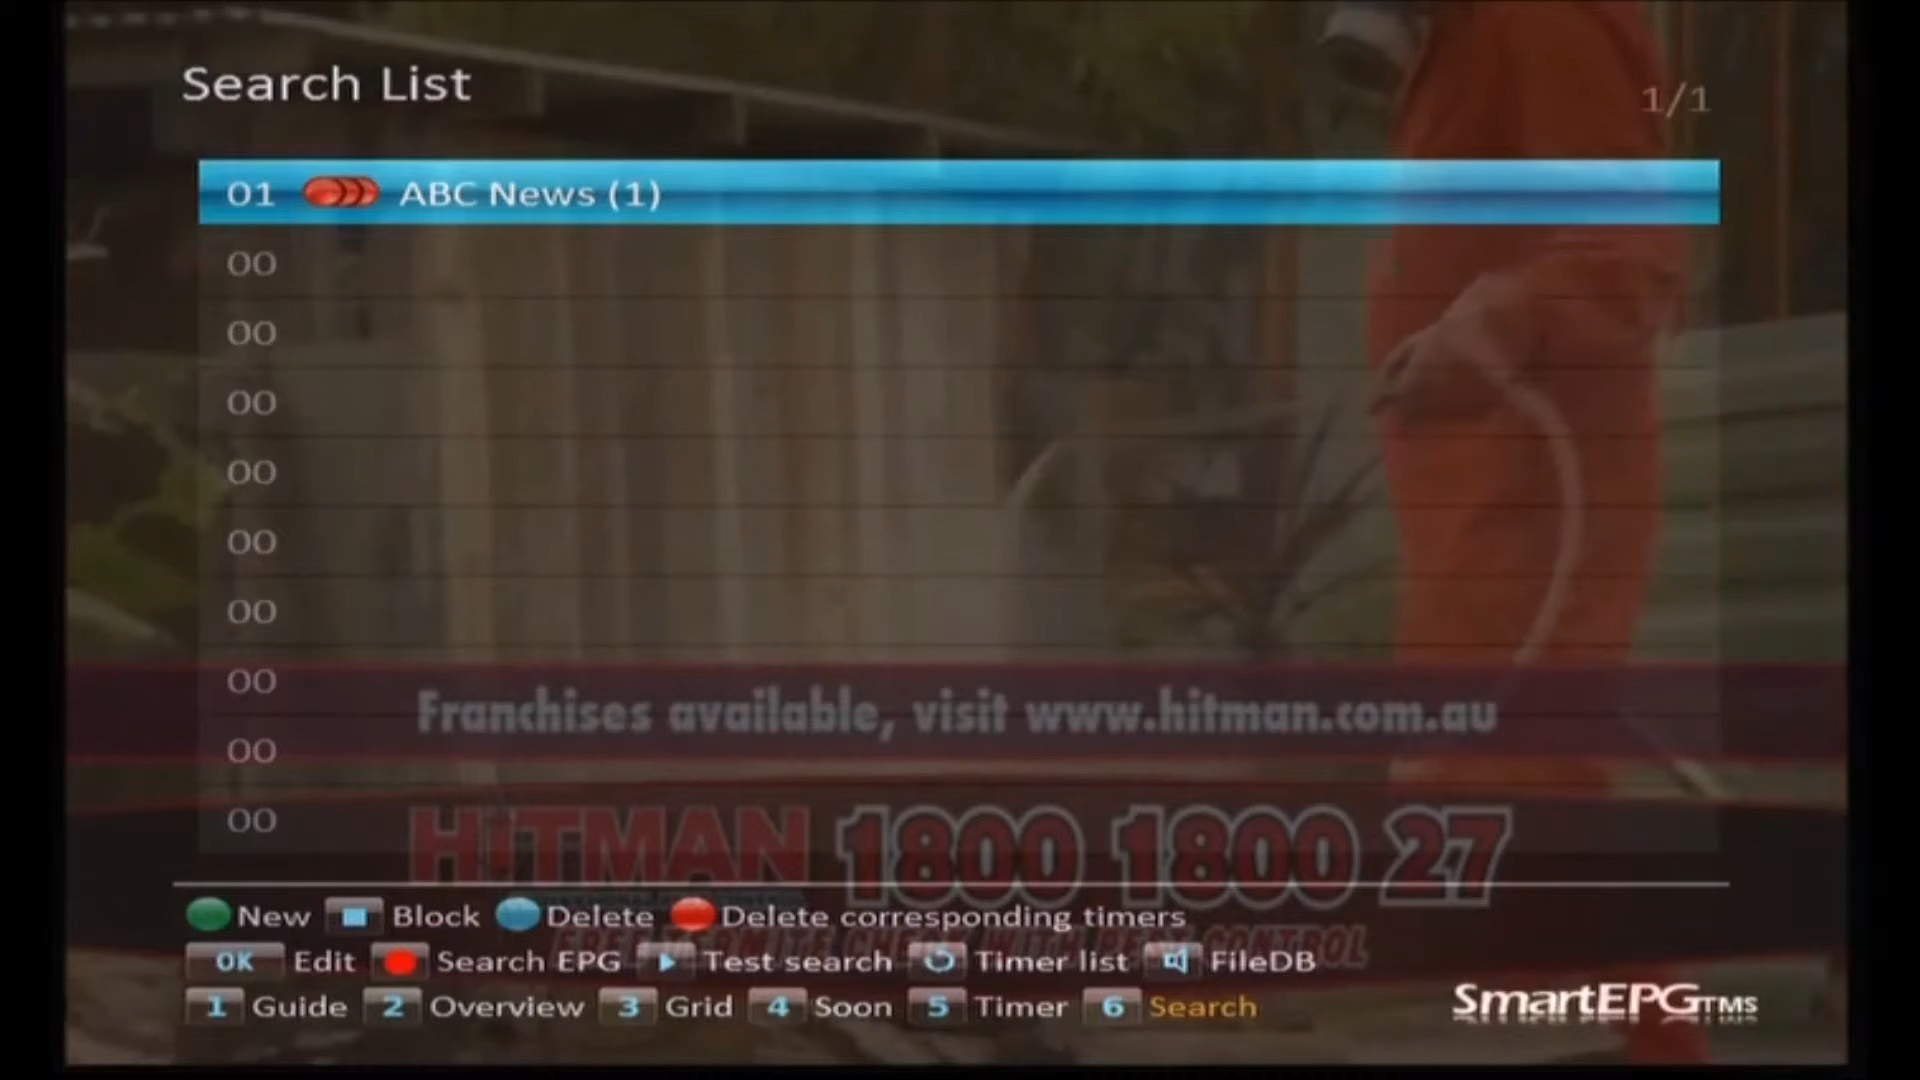 Search List
1/1
01 ABC News (1)
00
00
00
00
00
00
00
Franchises available, visit www.hitman.com.au
00
00
HITMAN 1800 1800 27
New Block Delete Delete corresponding timers
CONTROL
OK Edit Search EPG Test search Timer list FileDB
1 Guide 2 Overview 3 Grid 4 Soon 5 Timer 6 Search
SmartEPG TMS